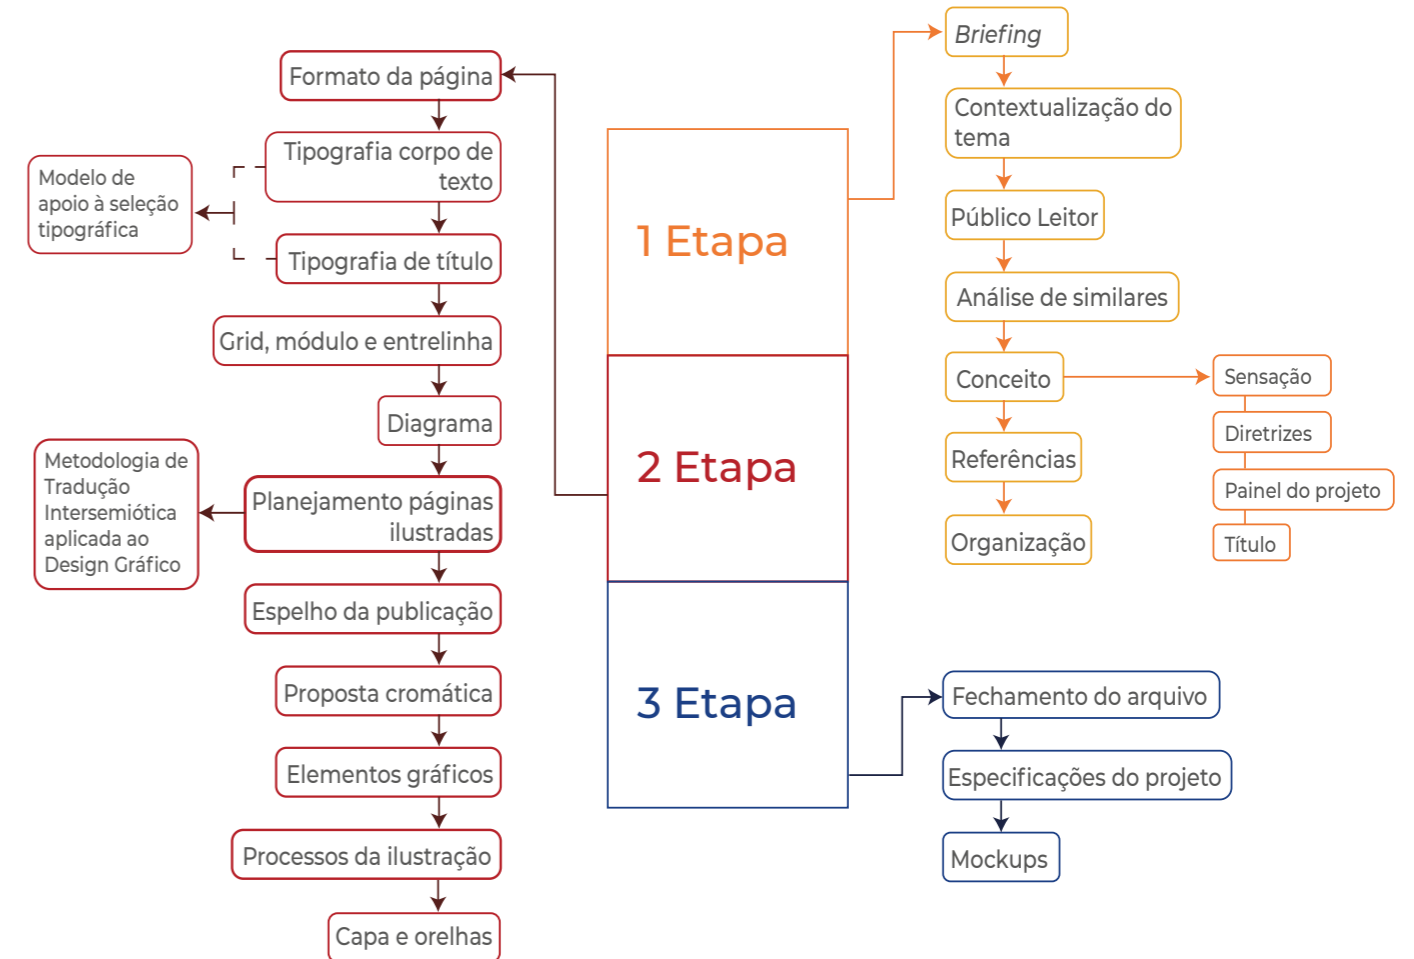 1 Etapa
Briefing
Contextualização do
tema
Público Leitor
Análise de similares
Conceito
Sensação
Diretrizes
Painel do projeto
Título
Referências
Organização
2 Etapa
Formato da página
Tipografia corpo de
texto
Tipografia de título
Modelo de
apoio à seleção
tipográfica
Grid, módulo e entrelinha
Diagrama
Planejamento páginas
ilustradas
Metodologia de
Tradução
Intersemiótica
aplicada ao
Design Gráfico
Espelho da publicação
Proposta cromática
Elementos gráficos
Processos da ilustração
Capa e orelhas
3 Etapa
Fechamento do arquivo
Especificações do projeto
Mockups